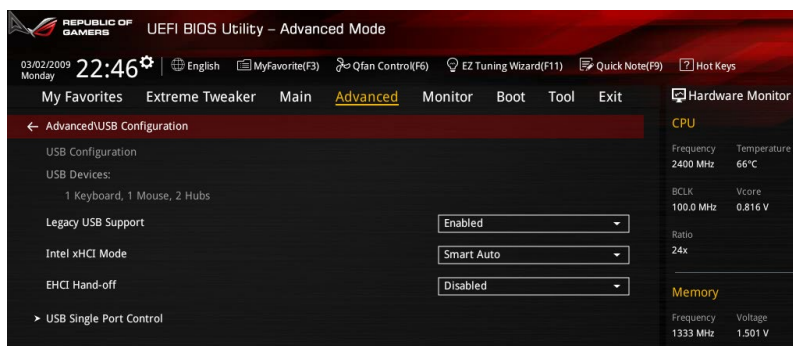 REPUBLIC OF
GAMERS
UEFI BIOS Utility – Advanced Mode
03/02/2009
Monday
22:46
English
MyFavorite(F3)
Qfan Control(F6)
EZ Tuning Wizard(F11)
Quick Note(F9)
? Hot Keys
My Favorites Extreme Tweaker Main Advanced Monitor Boot Tool Exit
Hardware Monitor
← Advanced\USB Configuration
CPU
USB Configuration
USB Devices:
1 Keyboard, 1 Mouse, 2 Hubs
Legacy USB Support Enabled
Intel xHCI Mode Smart Auto
EHCI Hand-off Disabled
> USB Single Port Control
Frequency Temperature
2400 MHz 66°C
BCLK Vcore
100.0 MHz 0.816 V
Ratio
24x
Memory
Frequency Voltage
1333 MHz 1.501 V